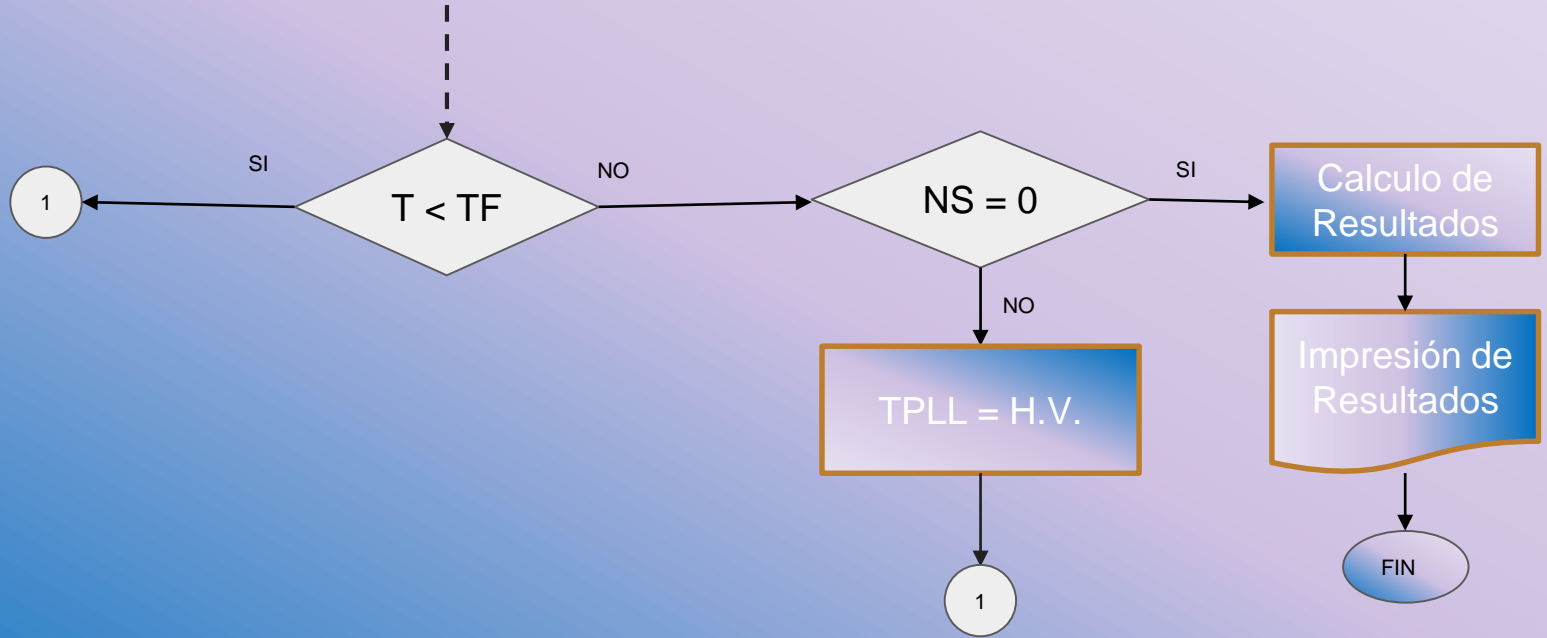 SI
NO
SI
1
T < TF
NS = 0
Calculo de
Resultados
NO
TPLL = H.V.
Impresión de
Resultados
FIN
1